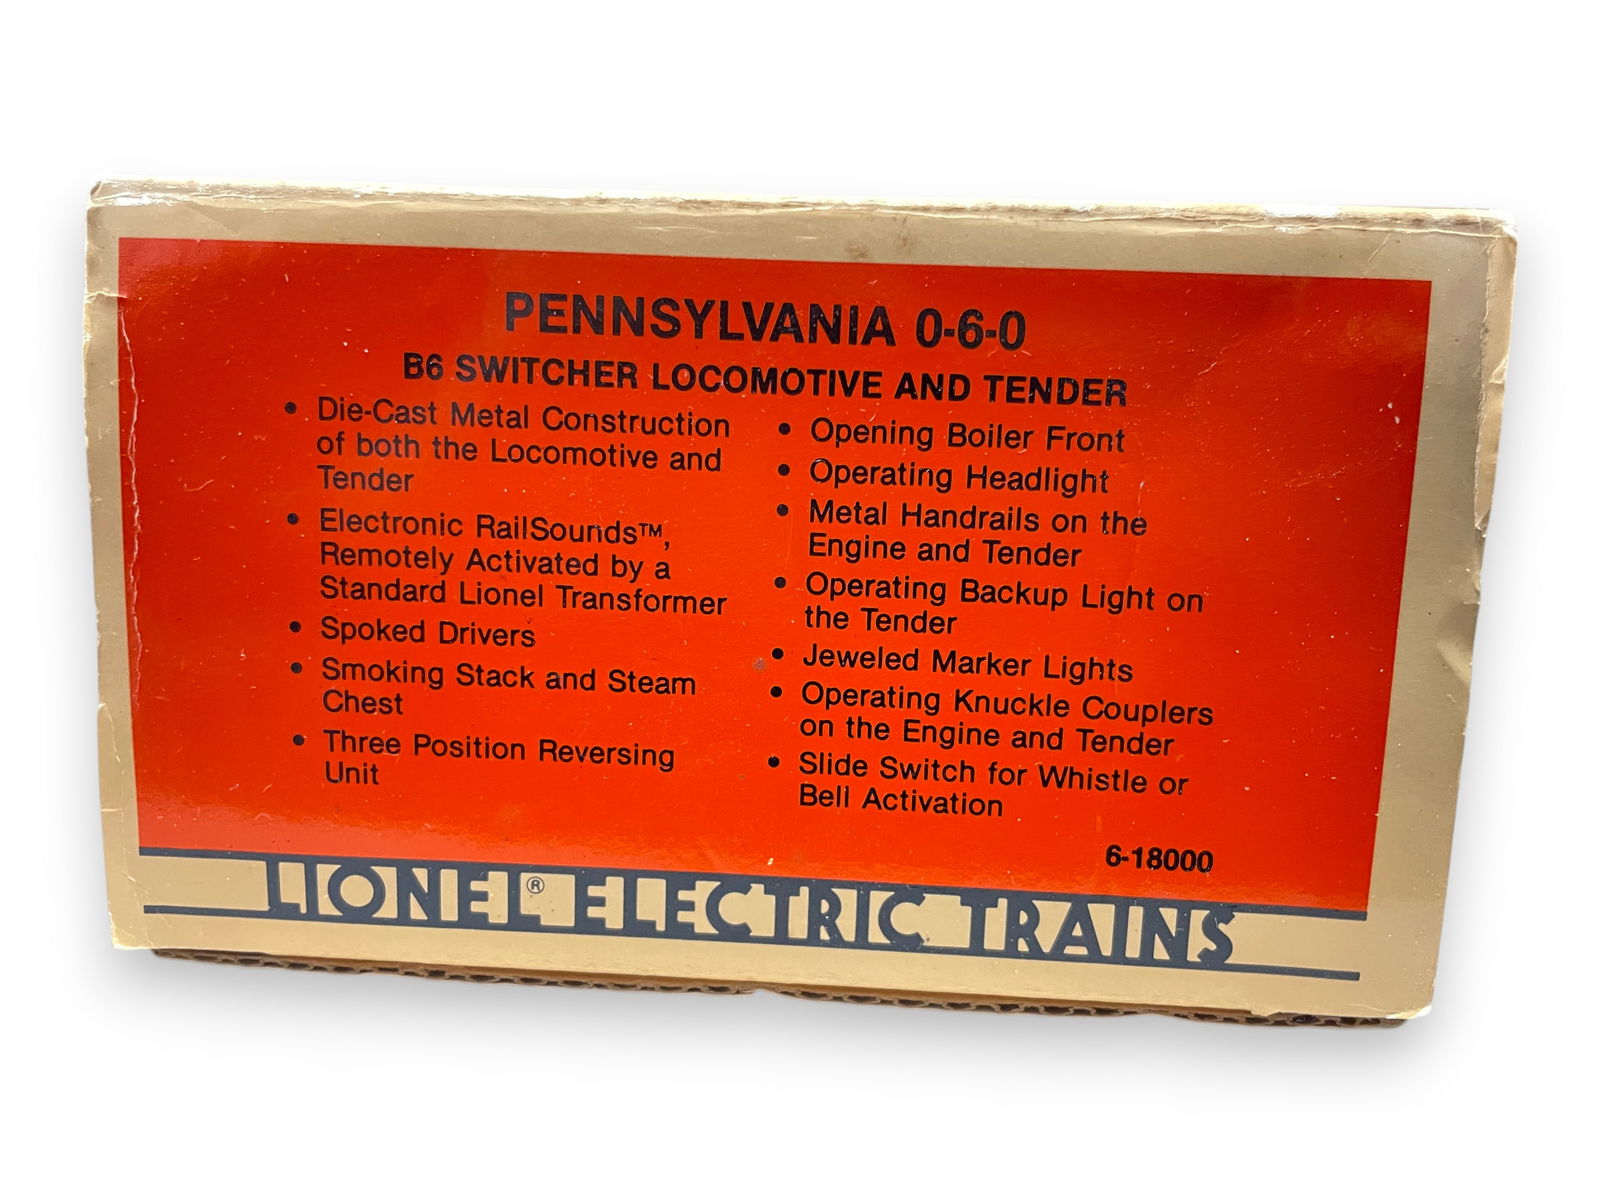 PENNSYLVANIA 0-6-0
B6 SWITCHER LOCOMOTIVE AND TENDER
• Die-Cast Metal Construction
of both the Locomotive and
Tender
• Electronic RailSounds™,
Remotely Activated by a
Standard Lionel Transformer
• Spoked Drivers
• Smoking Stack and Steam
Chest
• Three Position Reversing
Unit
• Opening Boiler Front
• Operating Headlight
• Metal Handrails on the
Engine and Tender
• Operating Backup Light on
the Tender
• Jeweled Marker Lights
• Operating Knuckle Couplers
on the Engine and Tender
• Slide Switch for Whistle or
Bell Activation
6-18000
LIONEL® ELECTRIC TRAINS